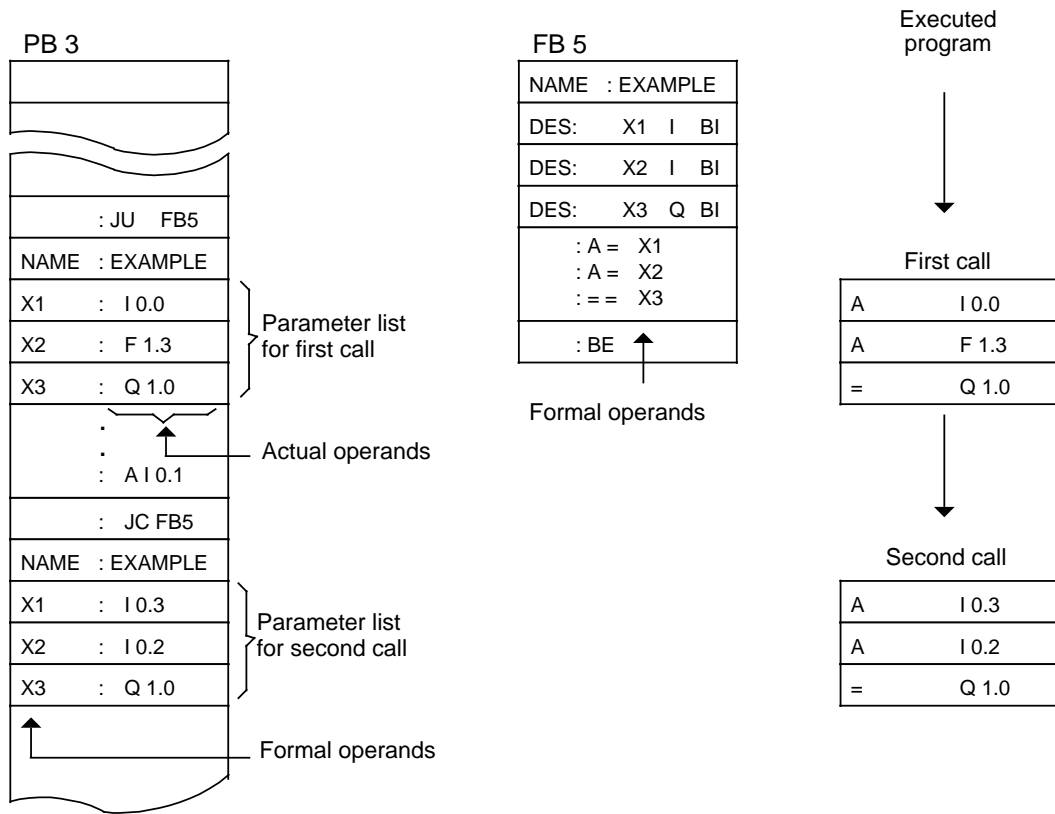 PB 3
: JU FB5
NAME : EXAMPLE
X1 : I 0.0
X2 : F 1.3
X3 : Q 1.0
Parameter list
for first call
.
.
: A I 0.1
Actual operands
: JC FB5
NAME : EXAMPLE
X1 : I 0.3
X2 : I 0.2
X3 : Q 1.0
Parameter list
for second call
Formal operands
FB 5
NAME : EXAMPLE
DES: X1 I BI
DES: X2 I BI
DES: X3 Q BI
: A = X1
: A = X2
: = = X3
: BE
Formal operands
Executed
program
First call
A I 0.0
A F 1.3
= Q 1.0
Second call
A I 0.3
A I 0.2
= Q 1.0